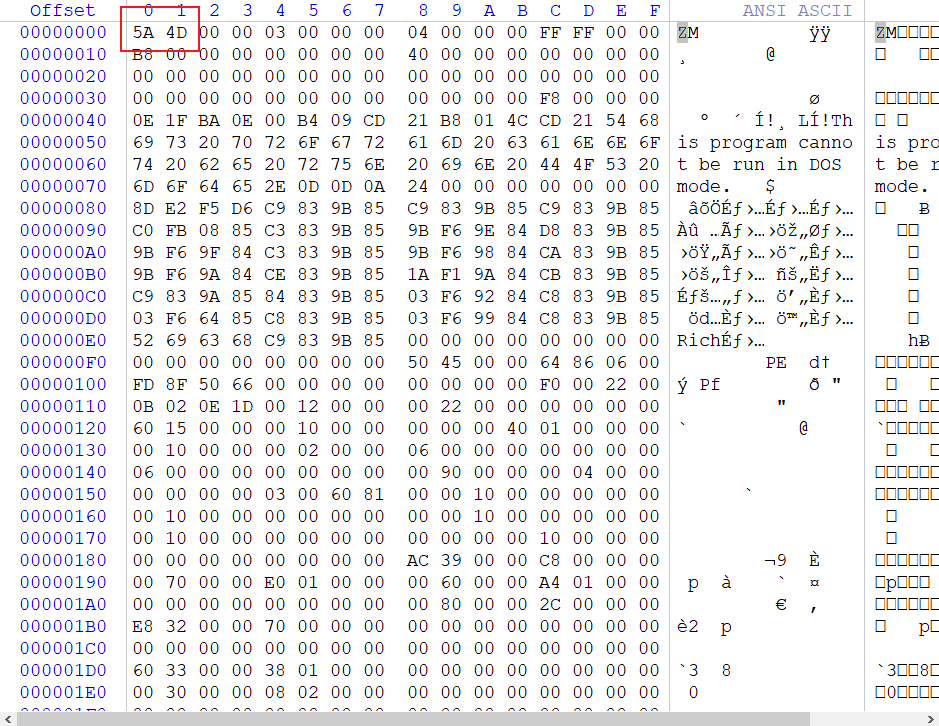 Offset 0 1 2 3 4 5 6 7 8 9 A B C D E F ANSI ASCII
00000000 5A 4D 00 00 03 00 00 00 04 00 00 00 FF FF 00 00 ZM ÿÿ ZM
00000010 B8 00 00 00 00 00 00 00 40 00 00 00 00 00 00 00 ¸ @
00000020 00 00 00 00 00 00 00 00 00 00 00 00 00 00 00 00
00000030 00 00 00 00 00 00 00 00 00 00 00 00 F8 00 00 00 ø
00000040 0E 1F BA 0E 00 B4 09 CD 21 B8 01 4C CD 21 54 68 º ´ Í!¸ LÍ!Th
00000050 69 73 20 70 72 6F 67 72 61 6D 20 63 61 6E 6E 6F is program canno is pro
00000060 74 20 62 65 20 72 75 6E 20 69 6E 20 44 4F 53 20 t be run in DOS t be r
00000070 6D 6F 64 65 2E 0D 0D 0A 24 00 00 00 00 00 00 00 mode. $ mode.
00000080 8D E2 F5 D6 C9 83 9B 85 C9 83 9B 85 C9 83 9B 85 âõÖÉƒ›…Éƒ›…Éƒ›… Ƀ
00000090 C0 FB 08 85 C3 83 9B 85 9B F6 9E 84 D8 83 9B 85 Àû …Ãƒ›…›öž„Øƒ›…
000000A0 9B F6 9F 84 C3 83 9B 85 9B F6 98 84 CA 83 9B 85 ›öŸ„Ãƒ›…›ö˜„Êƒ›…
000000B0 9B F6 9A 84 CE 83 9B 85 1A F1 9A 84 CB 83 9B 85 ›öš„Îƒ›… ñš„Ëƒ›…
000000C0 C9 83 9A 85 84 83 9B 85 03 F6 92 84 C8 83 9B 85 Éƒš…„ƒ›… ö’„Èƒ›…
000000D0 03 F6 64 85 C8 83 9B 85 03 F6 99 84 C8 83 9B 85 öd…Èƒ›… ö™„Èƒ›…
000000E0 52 69 63 68 C9 83 9B 85 00 00 00 00 00 00 00 00 RichÉƒ›… hɃ
000000F0 00 00 00 00 00 00 00 00 50 45 00 00 64 86 06 00 PE d†
00000100 FD 8F 50 66 00 00 00 00 00 00 00 00 F0 00 22 00 ý Pf ð "
00000110 0B 02 0E 1D 00 12 00 00 00 22 00 00 00 00 00 00 "
00000120 60 15 00 00 00 10 00 00 00 00 00 40 01 00 00 00 ` @ `
00000130 00 10 00 00 00 02 00 00 06 00 00 00 00 00 00 00
00000140 06 00 00 00 00 00 00 00 00 90 00 00 00 04 00 00
00000150 00 00 00 00 03 00 60 81 00 00 10 00 00 00 00 00 `
00000160 00 10 00 00 00 00 00 00 00 00 10 00 00 00 00 00
00000170 00 10 00 00 00 00 00 00 00 00 00 00 10 00 00 00
00000180 00 00 00 00 00 00 00 00 AC 39 00 00 C8 00 00 00 ¬9 È
00000190 00 70 00 00 E0 01 00 00 00 60 00 00 A4 01 00 00 p à ` ¤ p
000001A0 00 00 00 00 00 00 00 00 00 80 00 00 2C 00 00 00 € ,
000001B0 E8 32 00 00 70 00 00 00 00 00 00 00 00 00 00 00 è2 p p
000001C0 00 00 00 00 00 00 00 00 00 00 00 00 00 00 00 00
000001D0 60 33 00 00 38 01 00 00 00 00 00 00 00 00 00 00 `3 8 `3 8
000001E0 00 30 00 00 08 02 00 00 00 00 00 00 00 00 00 00 0 0